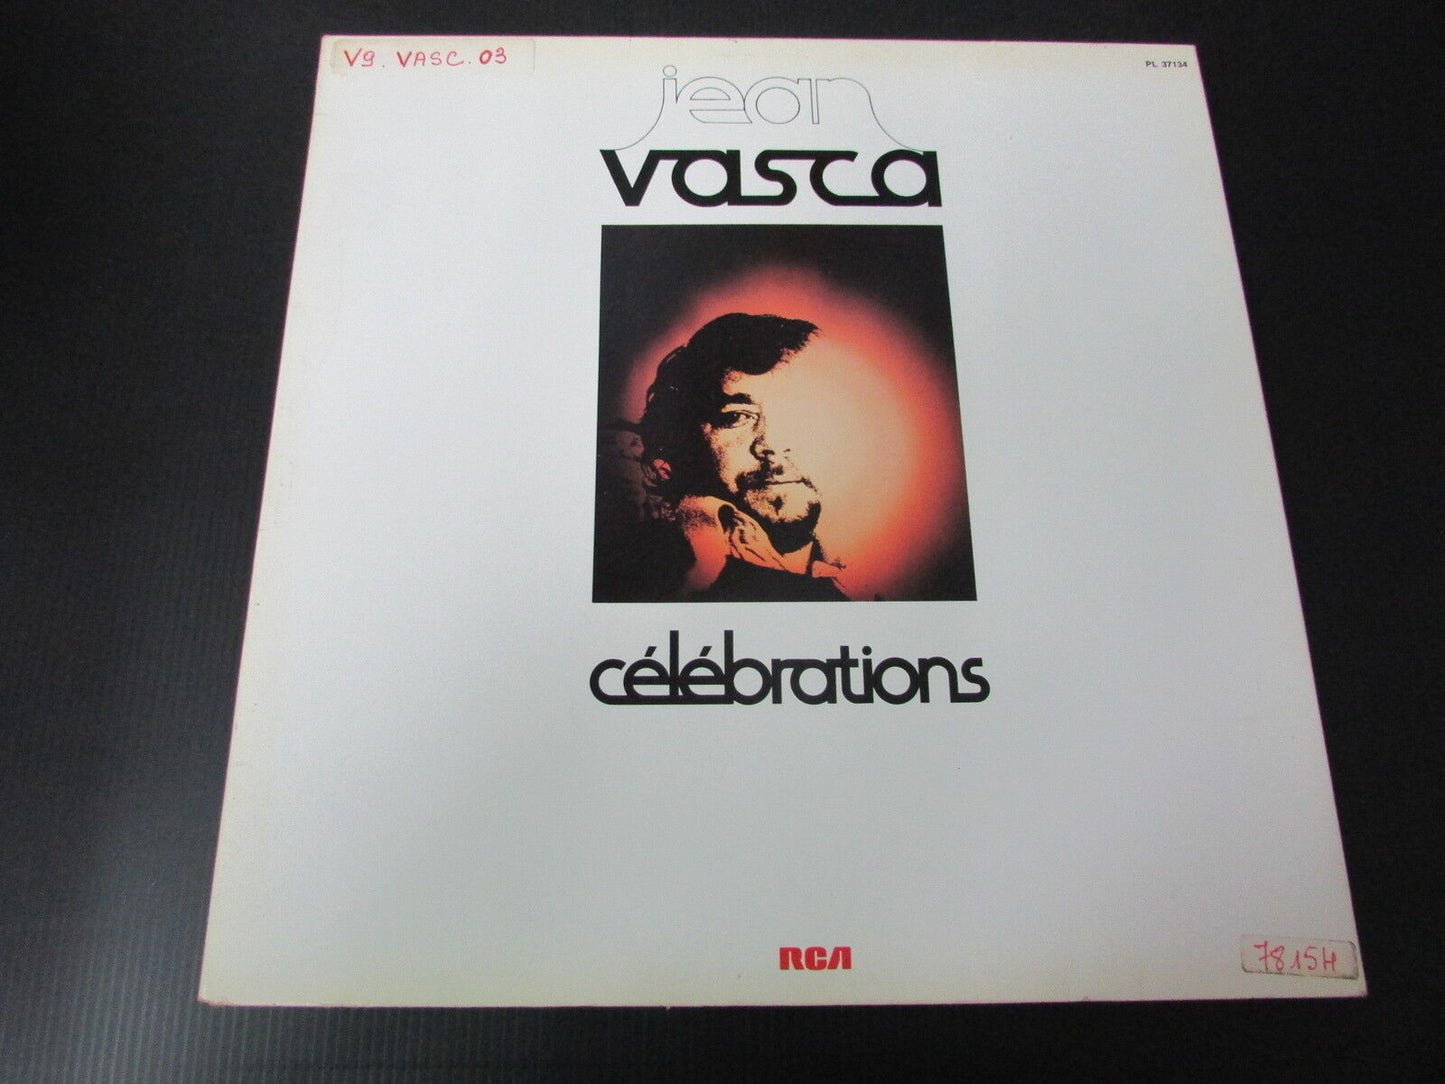 V9. VASC. 03
PL 37134
jean
vasca
célébrations
RCA
7815H